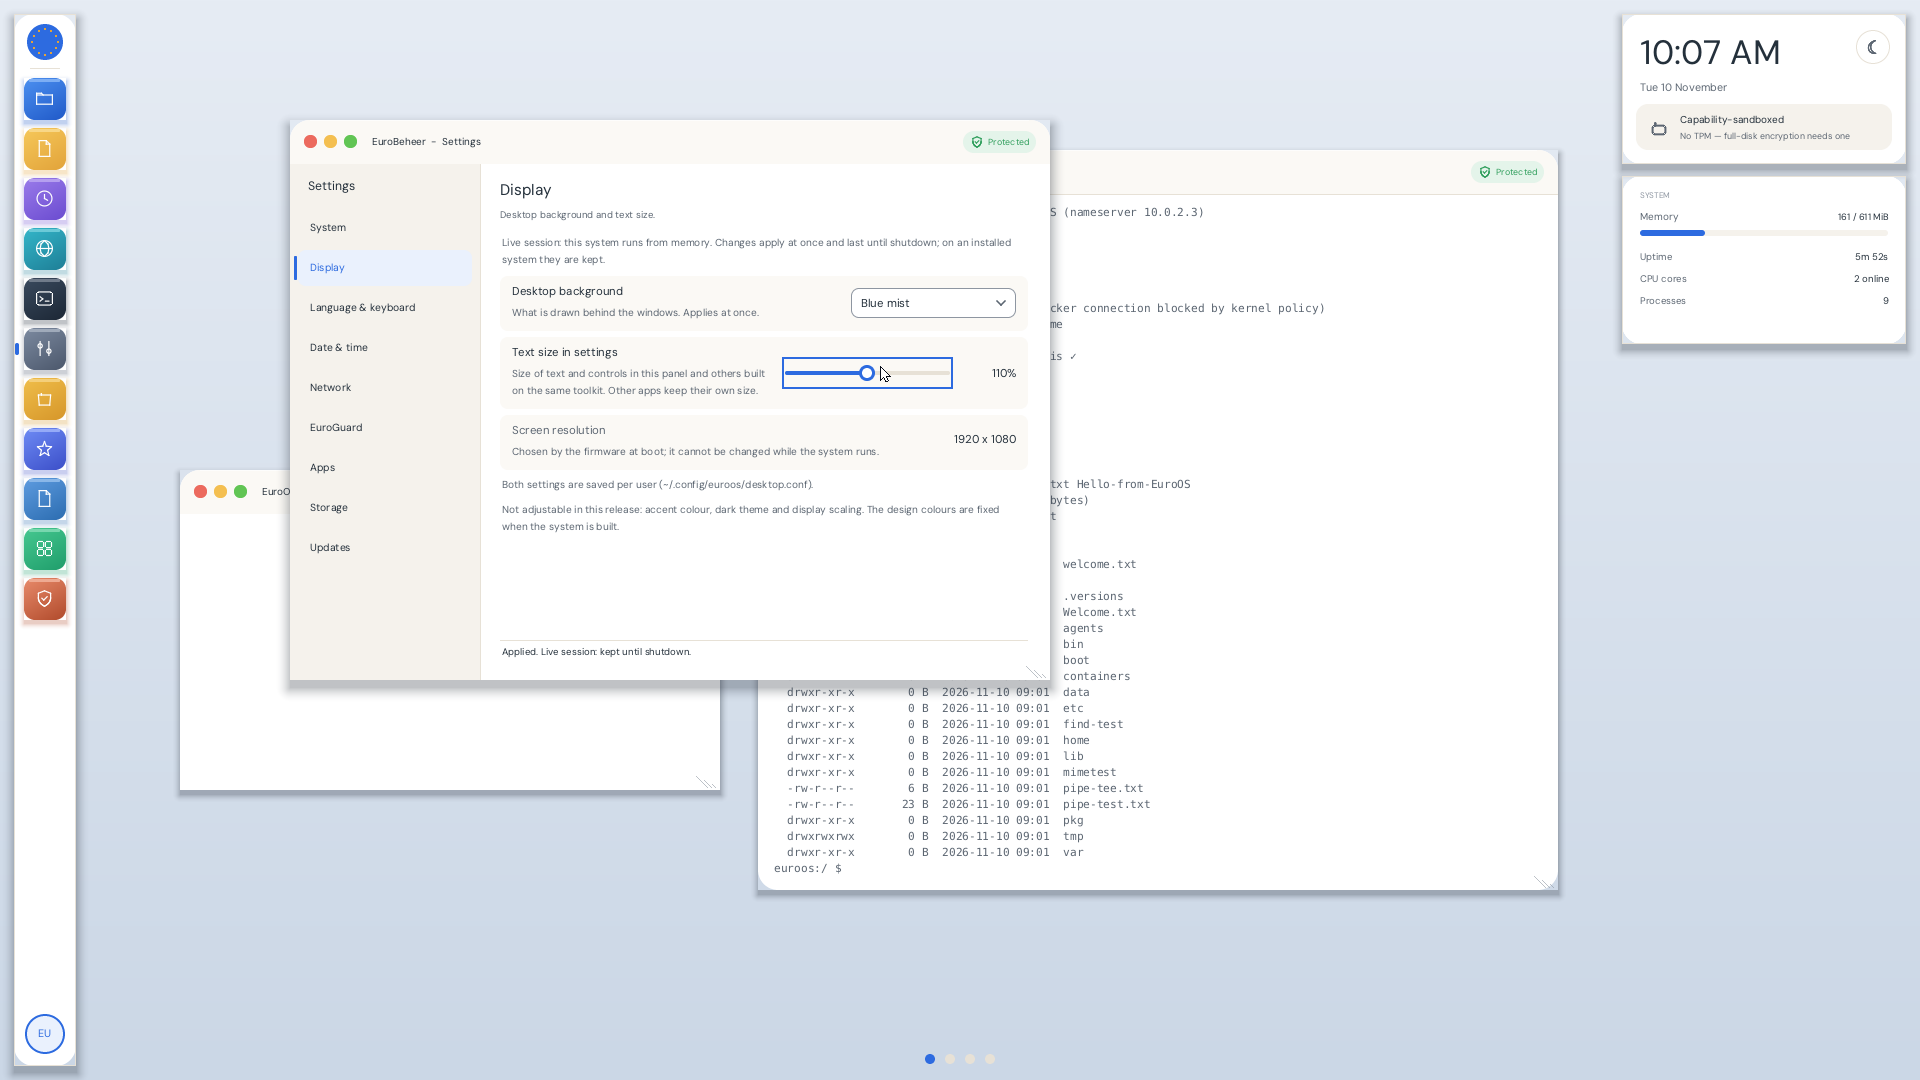 10:07 AM
Tue 10 November
Capability-sandboxed
No TPM — full-disk encryption needs one
SYSTEM
Memory 161 / 611 MiB
Uptime 5m 52s
CPU cores 2 online
Processes 9
EuroBeheer - Settings
Protected
Settings
System
Display
Language & keyboard
Date & time
Network
EuroGuard
Apps
Storage
Updates
Display
Desktop background and text size.
Live session: this system runs from memory. Changes apply at once and last until shutdown; on an installed
system they are kept.
Desktop background
What is drawn behind the windows. Applies at once.
Blue mist
Text size in settings
Size of text and controls in this panel and others built
on the same toolkit. Other apps keep their own size.
110%
Screen resolution
Chosen by the firmware at boot; it cannot be changed while the system runs.
1920 x 1080
Both settings are saved per user (~/.config/euroos/desktop.conf).
Not adjustable in this release: accent colour, dark theme and display scaling. The design colours are fixed
when the system is built.
Applied. Live session: kept until shutdown.
Protected
S (nameserver 10.0.2.3)
cker connection blocked by kernel policy)
me
is ✓
txt Hello-from-EuroOS
bytes)
t
welcome.txt
.versions
Welcome.txt
agents
bin
boot
containers
drwxr-xr-x 0 B 2026-11-10 09:01 data
drwxr-xr-x 0 B 2026-11-10 09:01 etc
drwxr-xr-x 0 B 2026-11-10 09:01 find-test
drwxr-xr-x 0 B 2026-11-10 09:01 home
drwxr-xr-x 0 B 2026-11-10 09:01 lib
drwxr-xr-x 0 B 2026-11-10 09:01 mimetest
-rw-r--r-- 6 B 2026-11-10 09:01 pipe-tee.txt
-rw-r--r-- 23 B 2026-11-10 09:01 pipe-test.txt
drwxr-xr-x 0 B 2026-11-10 09:01 pkg
drwxrwxrwx 0 B 2026-11-10 09:01 tmp
drwxr-xr-x 0 B 2026-11-10 09:01 var
euroos:/ $
EuroO
EU